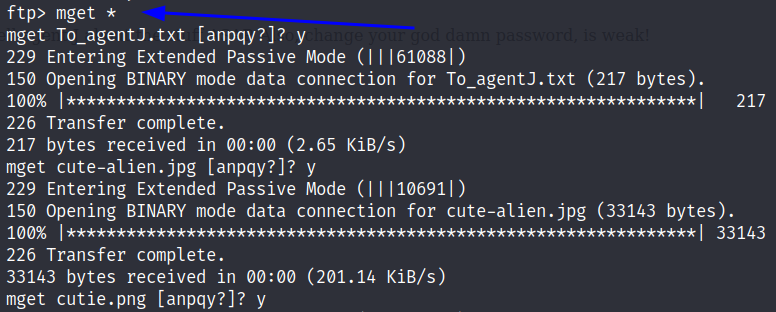 ftp> mget *
mget To_agentJ.txt [anpqy?]? y
change your god damn password, is weak!
229 Entering Extended Passive Mode (|||61088|)
150 Opening BINARY mode data connection for To_agentJ.txt (217 bytes).
100% |***************************************************************| 217
226 Transfer complete.
217 bytes received in 00:00 (2.65 KiB/s)
mget cute-alien.jpg [anpqy?]? y
229 Entering Extended Passive Mode (|||10691|)
150 Opening BINARY mode data connection for cute-alien.jpg (33143 bytes).
100% |***************************************************************| 33143
226 Transfer complete.
33143 bytes received in 00:00 (201.14 KiB/s)
mget cutie.png [anpqy?]? y